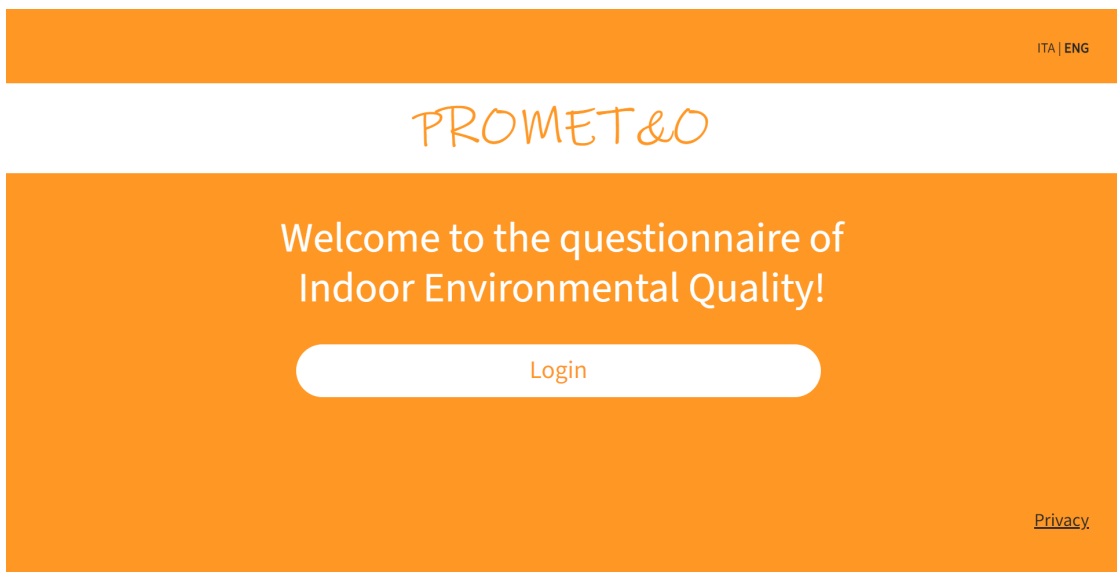 ITA | ENG
PROMET&O
Welcome to the questionnaire of
Indoor Environmental Quality!
Login
Privacy